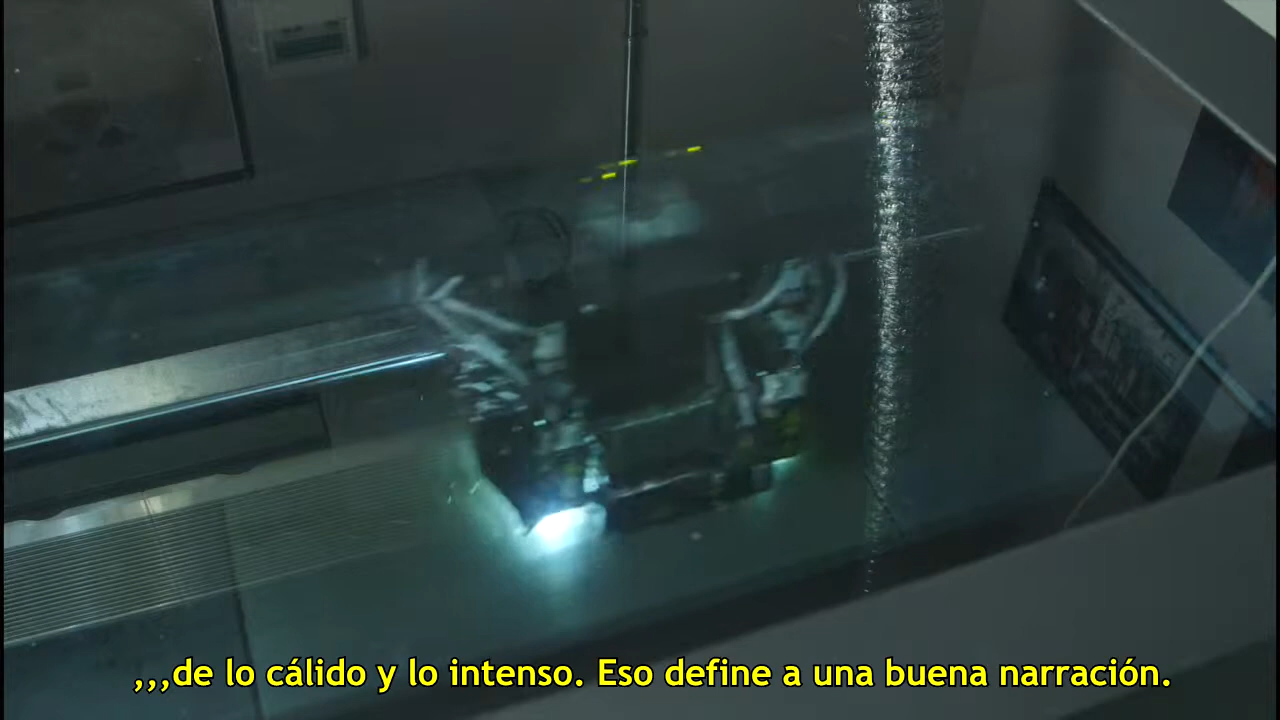 ,,,de lo cálido y lo intenso. Eso define a una buena narración.